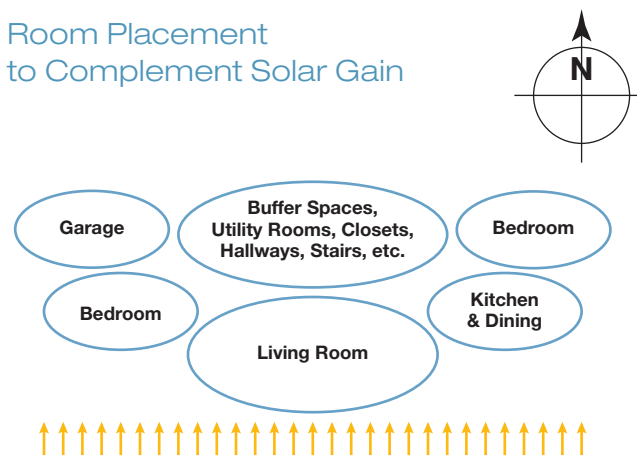 Room Placement
to Complement Solar Gain
N
Garage
Buffer Spaces,
Utility Rooms, Closets,
Hallways, Stairs, etc.
Bedroom
Bedroom
Living Room
Kitchen
& Dining